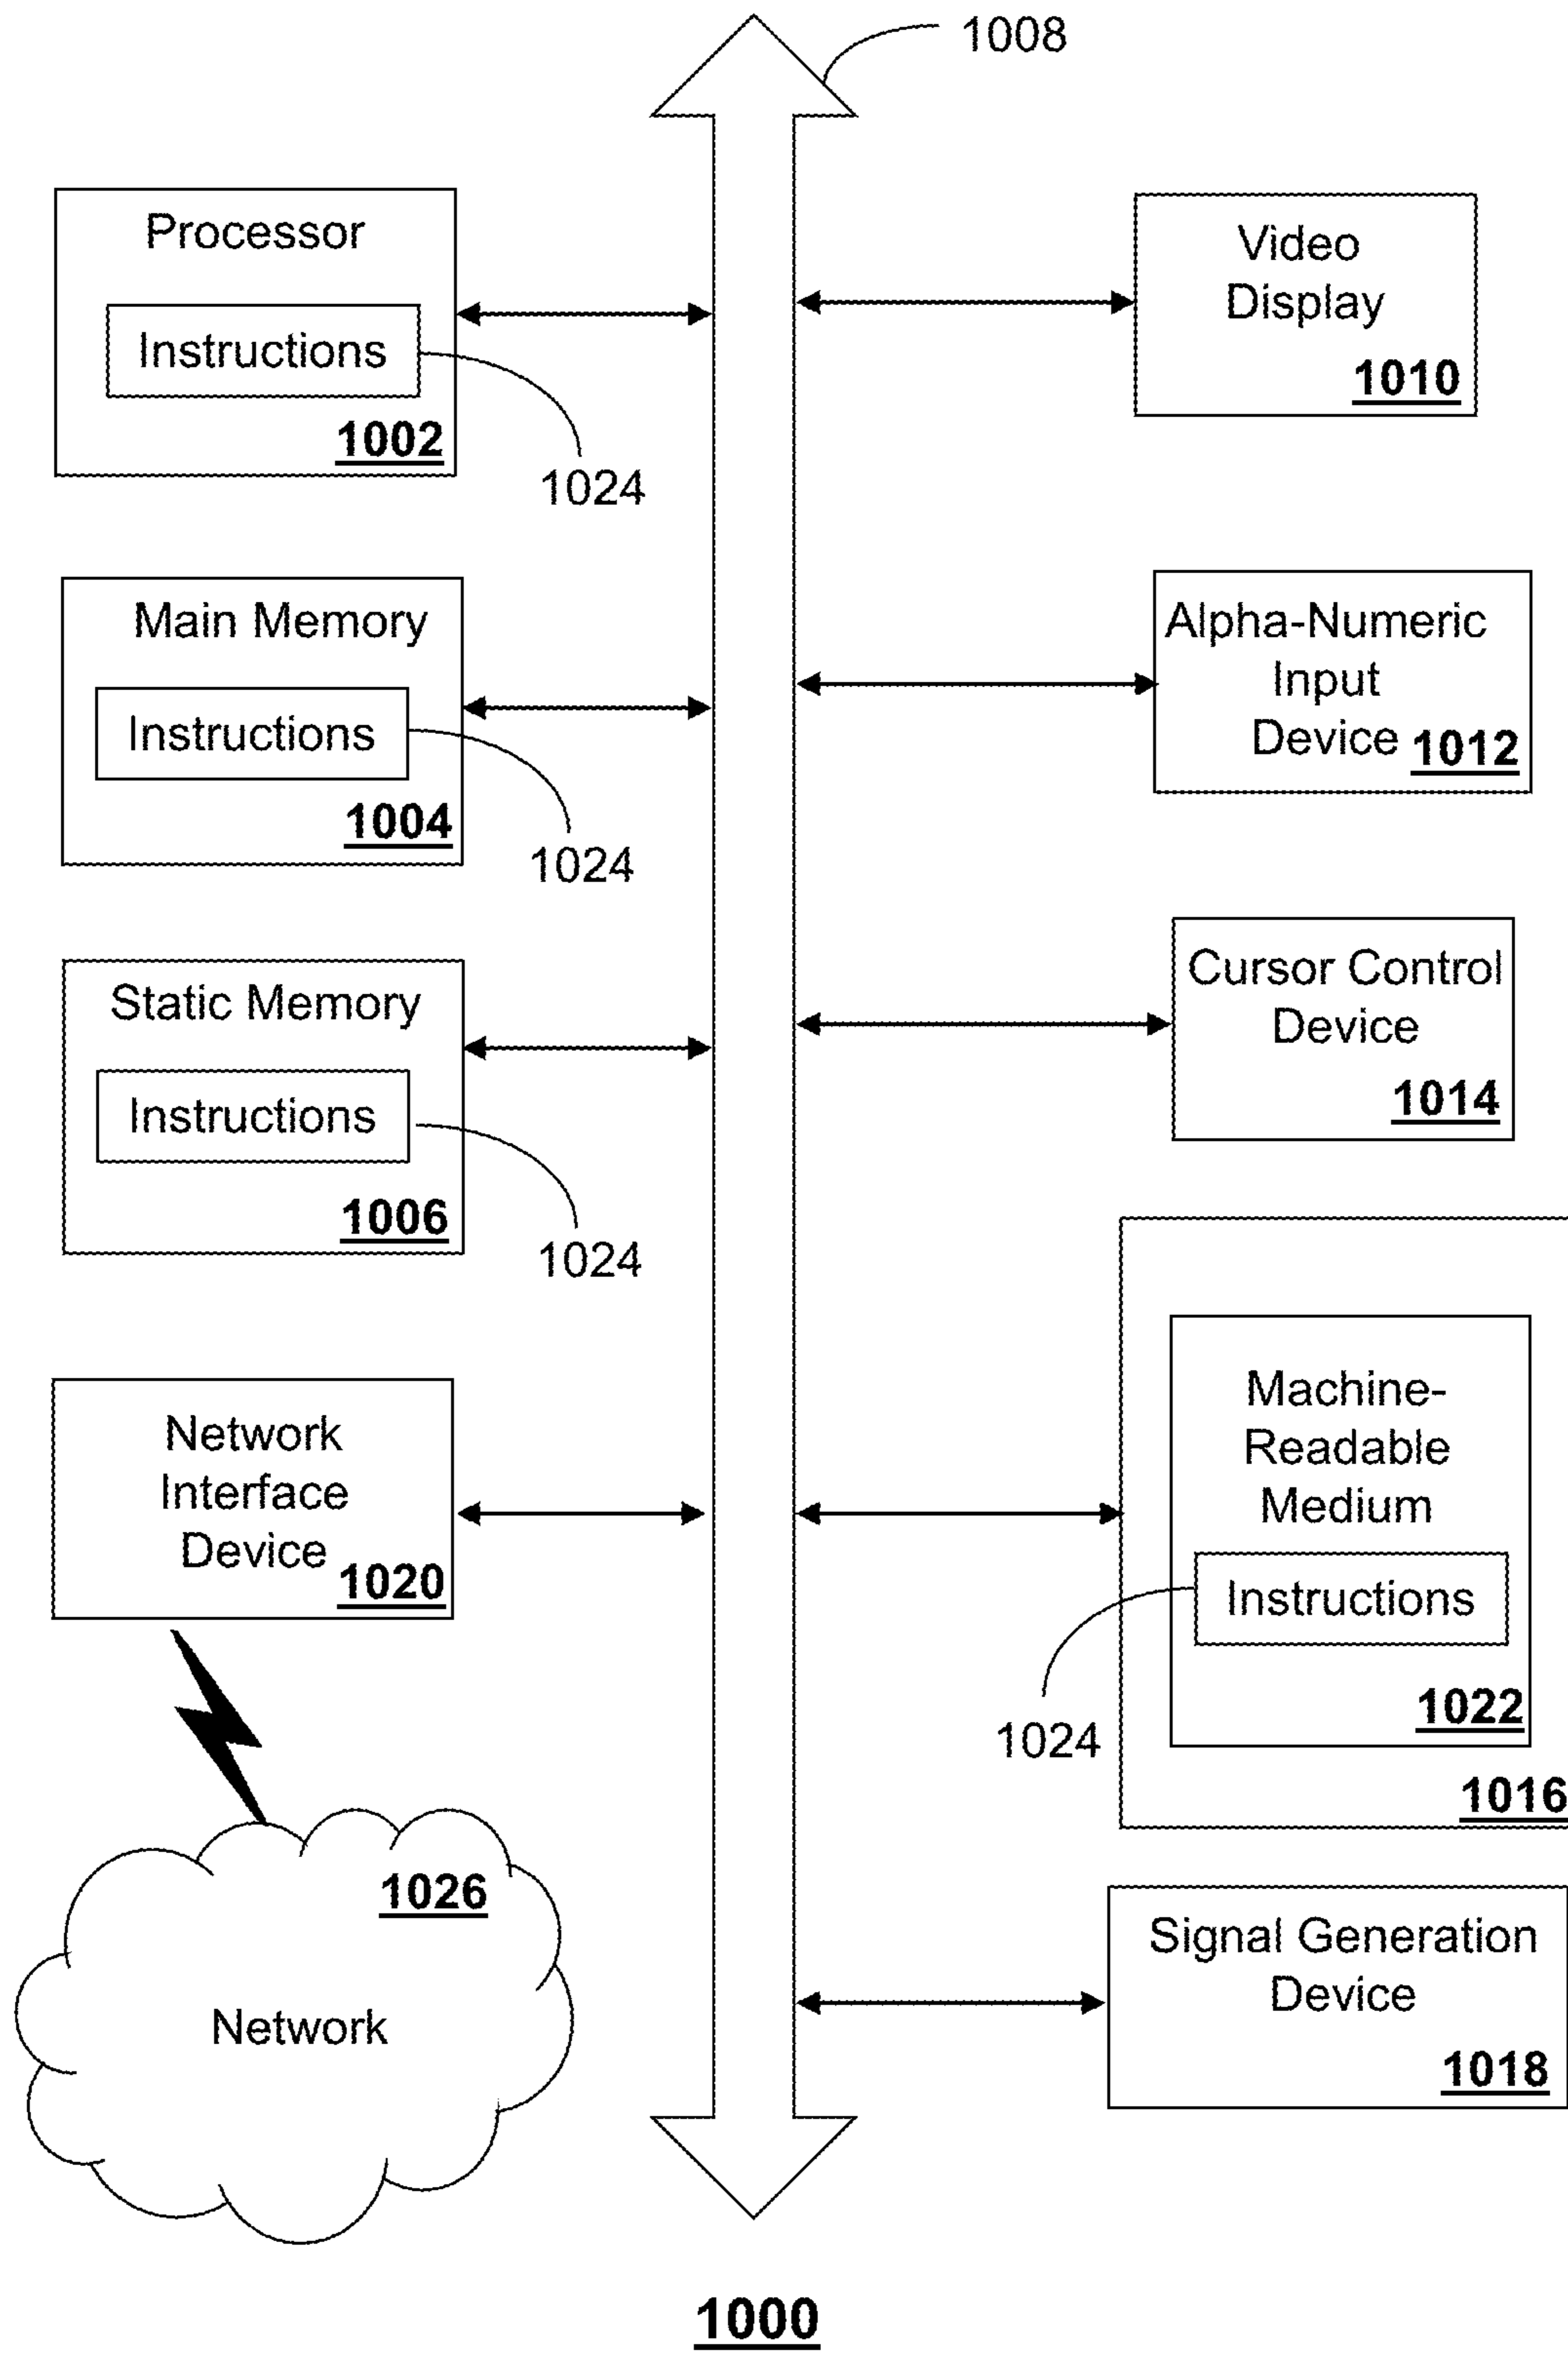 1008
Processor
Instructions
1002
1024
Video
Display
1010
Main Memory
Instructions
1004
1024
Alpha-Numeric
Input
Device 1012
Static Memory
Instructions
1006
1024
Cursor Control
Device
1014
Network
Interface
Device
1020
Machine-
Readable
Medium
Instructions
1022
1024
1016
1026
Network
Signal Generation
Device
1018
1000